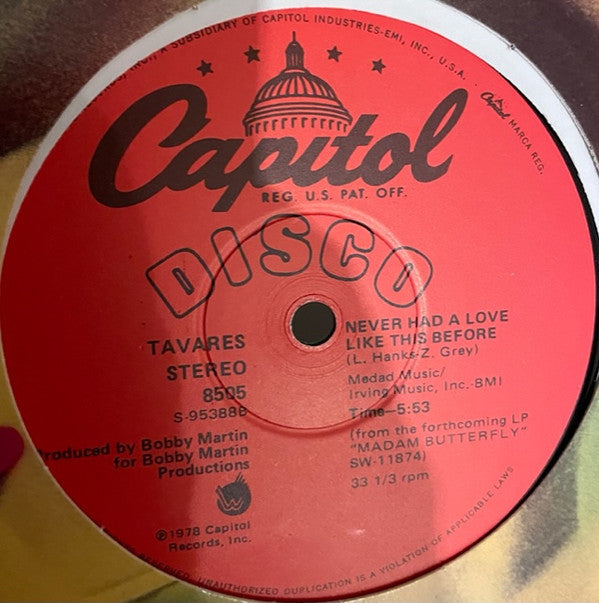 A SUBSIDIARY OF CAPITOL INDUSTRIES-EMI, INC., U.S.A.
Capitol MARCA REG.
Capitol
REG. U.S. PAT. OFF.
DISCO
TAVARES
STEREO
8505
S-95388B
Produced by Bobby Martin
for Bobby Martin
Productions
℗1978 Capitol
Records, Inc.
NEVER HAD A LOVE
LIKE THIS BEFORE
(L. Hanks-Z. Grey)
Medad Music/
Irving Music, Inc.-BMI
Time—5:53
(from the forthcoming LP
"MADAM BUTTERFLY"
SW-11874)
33 1/3 rpm
RESERVED. UNAUTHORIZED DUPLICATION IS A VIOLATION OF APPLICABLE LAWS